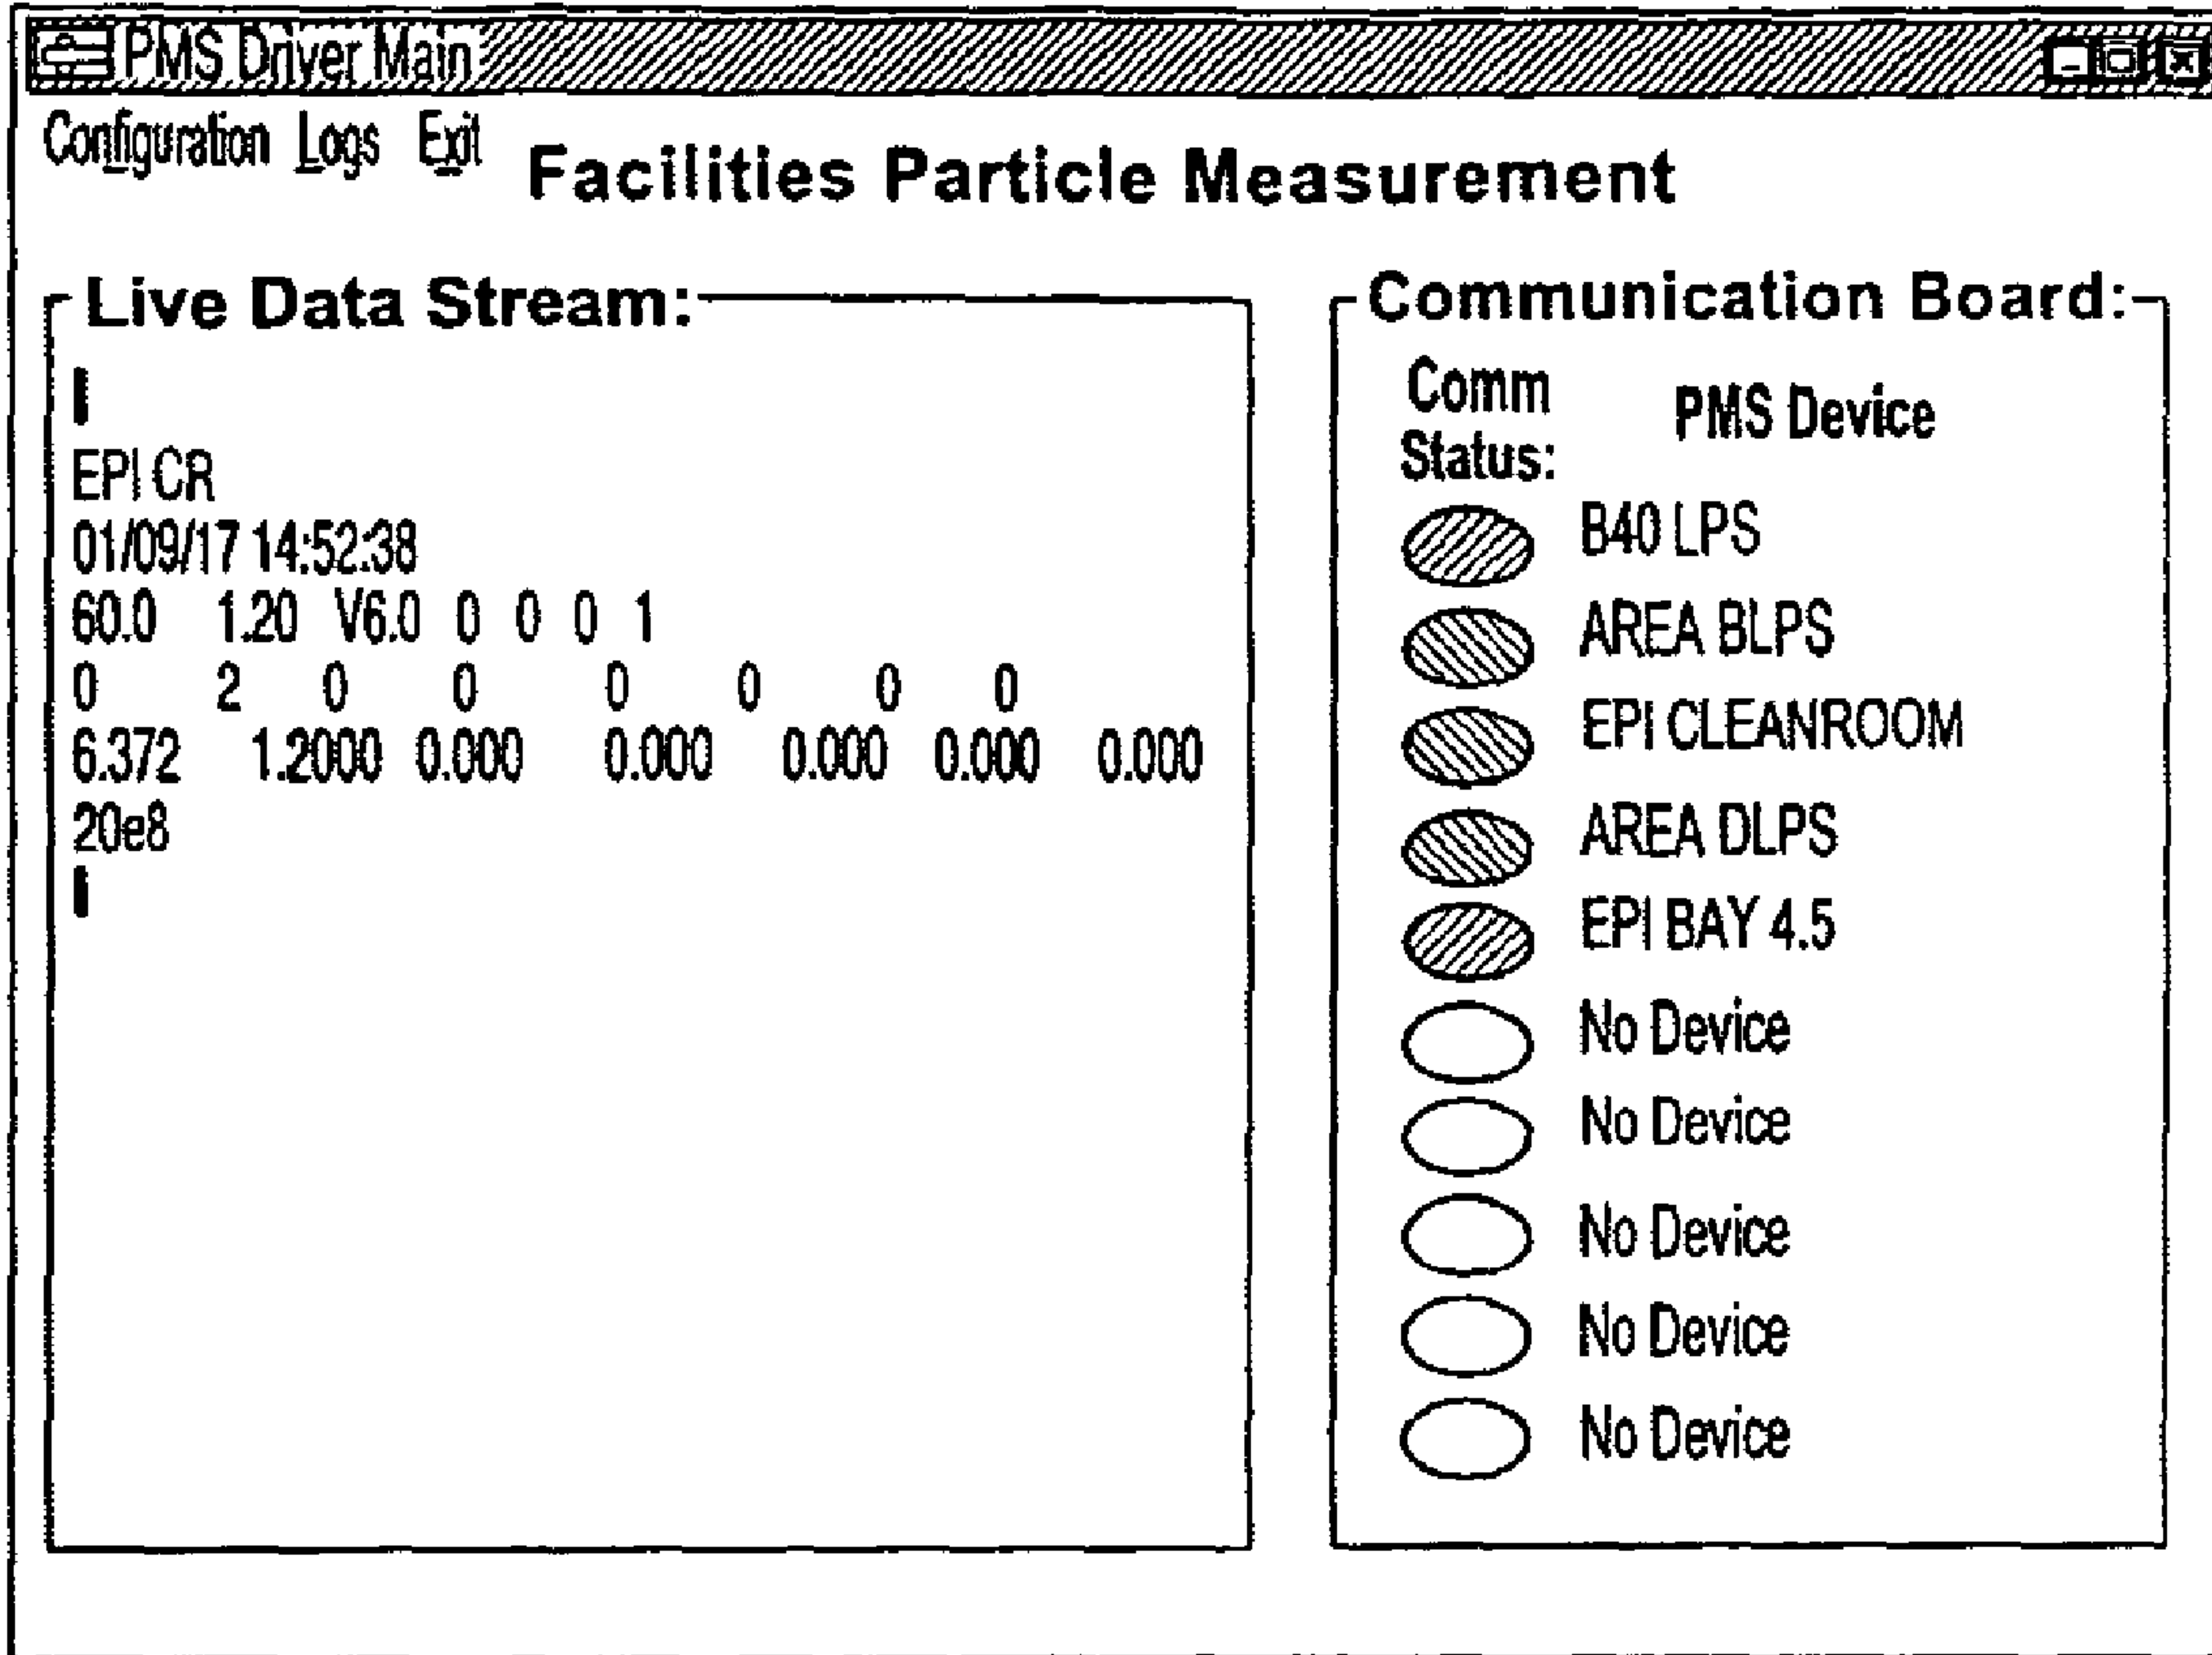 PMS Driver Main
Configuration Logs Exit
Facilities Particle Measurement
Live Data Stream:
EPI CR
01/09/17 14:52:38
60.0 1.20 V6.0 0 0 0 1
0 2 0 0 0 0 0 0
6.372 1.2000 0.000 0.000 0.000 0.000 0.000
20e8
Communication Board:
Comm
Status:
PMS Device
B40 LPS
AREA BLPS
EPI CLEANROOM
AREA DLPS
EPI BAY 4.5
No Device
No Device
No Device
No Device
No Device